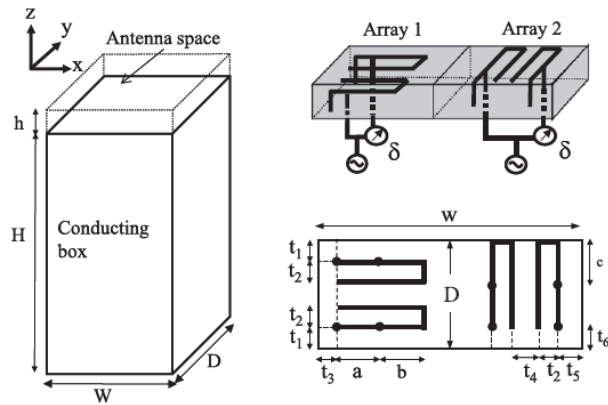 z
y
x
Antenna space
h
H
Conducting
box
D
W
Array 1
Array 2
δ
δ
W
t₁
t₂
t₂
t₁
D
c
t₆
t₃
a
b
t₄
t₂
t₅